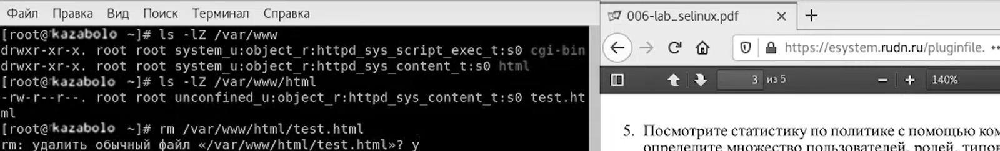 Файл Правка Вид Поиск Терминал Справка
[root@kazabolo ~]# ls -lZ /var/www
drwxr-xr-x. root root system_u:object_r:httpd_sys_script_exec_t:s0 cgi-bin
drwxr-xr-x. root root system_u:object_r:httpd_sys_content_t:s0 html
[root@kazabolo ~]# ls -lZ /var/www/html
-rw-r--r--. root root unconfined_u:object_r:httpd_sys_content_t:s0 test.ht
ml
[root@kazabolo ~]# rm /var/www/html/test.html
rm: удалить обычный файл «/var/www/html/test.html»? y
006-lab_selinux.pdf
https://esystem.rudn.ru/pluginfile.
3 из 5
140%
5. Посмотрите статистику по политике с помощью ком
определите множество пользователей, ролей, типов